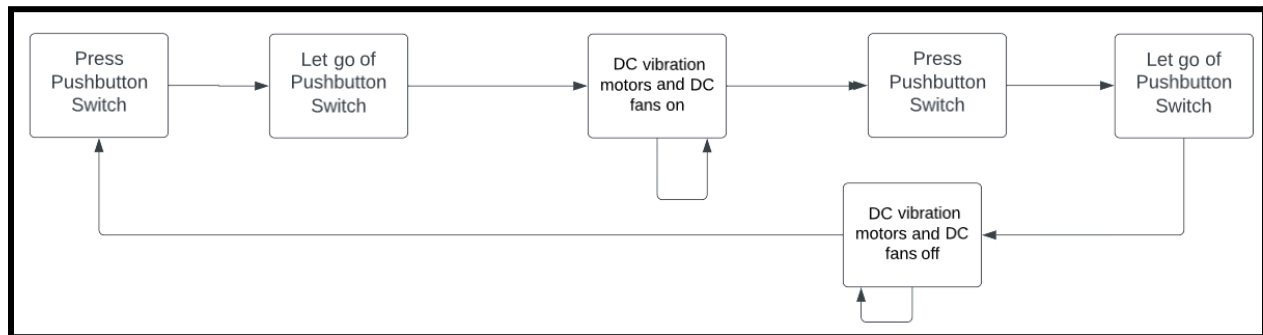 Press
Pushbutton
Switch
Let go of
Pushbutton
Switch
DC vibration
motors and DC
fans on
Press
Pushbutton
Switch
Let go of
Pushbutton
Switch
DC vibration
motors and DC
fans off